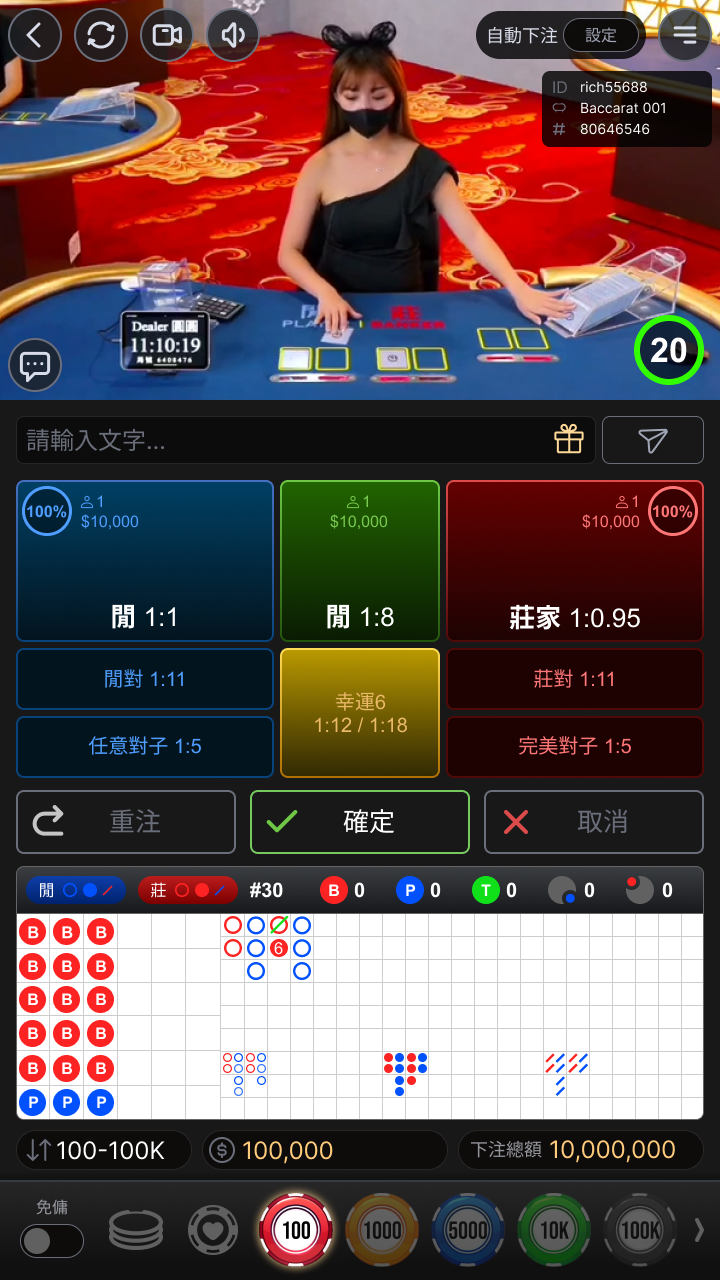 自動下注 設定
ID rich55688
Baccarat 001
# 80646546
Dealer
11:10:19
20
請輸入文字...
100% 1 $10,000
閒 1:1
1 $10,000
閒 1:8
1 $10,000 100%
莊家 1:0.95
閒對 1:11
幸運6
1:12 / 1:18
莊對 1:11
任意對子 1:5
完美對子 1:5
重注
確定
取消
閒 莊 #30 B 0 P 0 T 0 0 0
B B B
B B B
6
B B B
B B B
B B B
P P P
100-100K
$ 100,000
下注總額 10,000,000
免傭
100 1000 5000 10K 100K